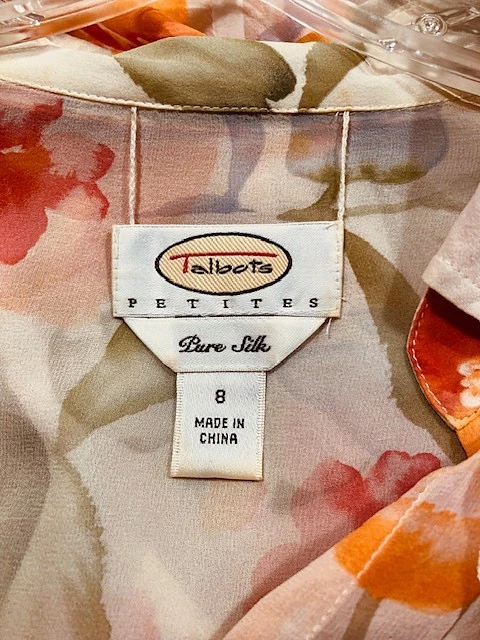 Talbots
PETITES
Pure Silk
8
MADE IN
CHINA